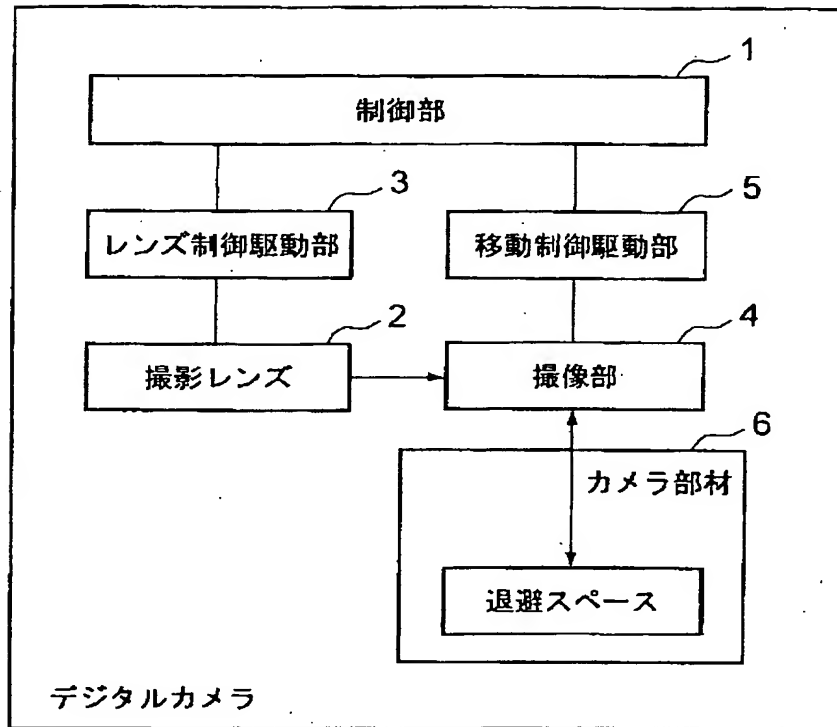 1
制御部
3
5
レンズ制御駆動部
移動制御駆動部
2
4
撮影レンズ
撮像部
6
カメラ部材
退避スペース
デジタルカメラ